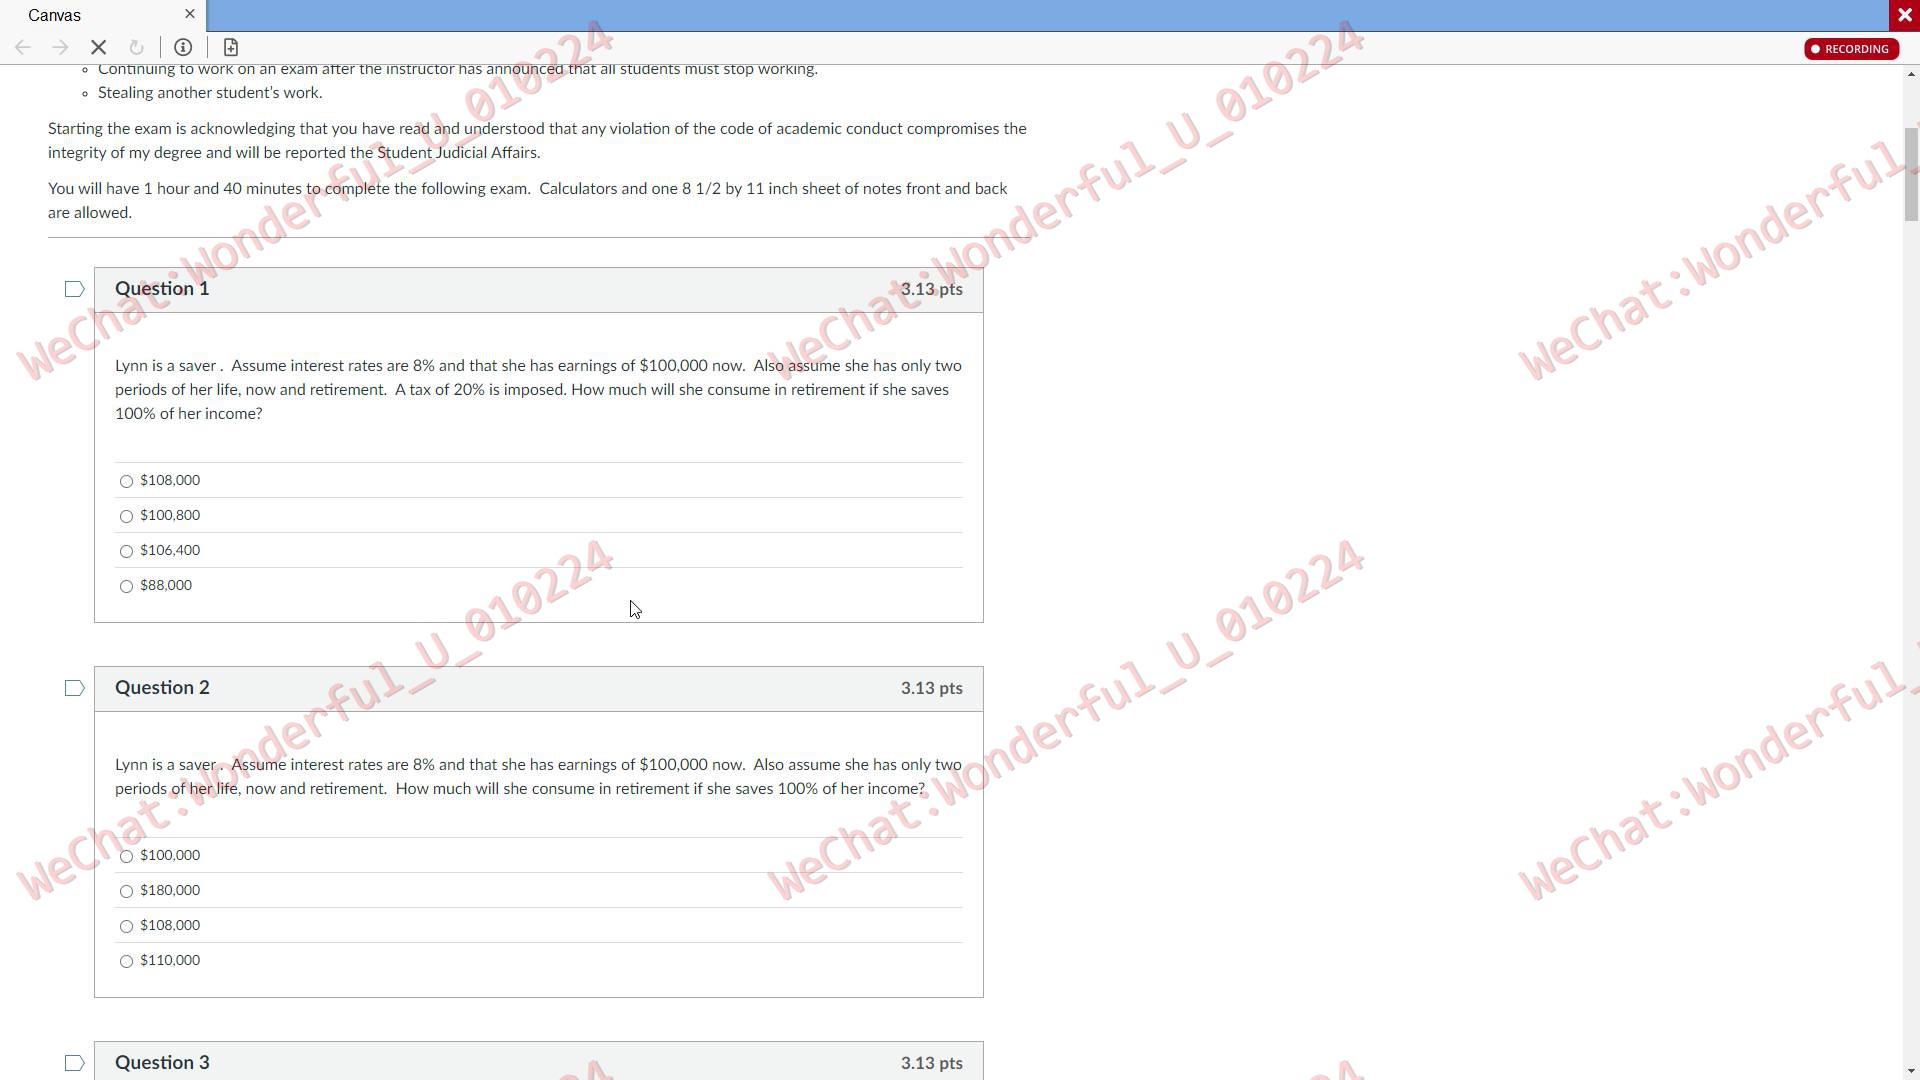 Canvas
RECORDING
Continuing to work on an exam after the instructor has announced that all students must stop working.
Stealing another student's work.
Starting the exam is acknowledging that you have read and understood that any violation of the code of academic conduct compromises the
integrity of my degree and will be reported the Student Judicial Affairs.
You will have 1 hour and 40 minutes to complete the following exam. Calculators and one 8 1/2 by 11 inch sheet of notes front and back
are allowed.
Question 1 3.13 pts
Lynn is a saver . Assume interest rates are 8% and that she has earnings of $100,000 now. Also assume she has only two
periods of her life, now and retirement. A tax of 20% is imposed. How much will she consume in retirement if she saves
100% of her income?
$108,000
$100,800
$106,400
$88,000
Question 2 3.13 pts
Lynn is a saver . Assume interest rates are 8% and that she has earnings of $100,000 now. Also assume she has only two
periods of her life, now and retirement. How much will she consume in retirement if she saves 100% of her income?
$100,000
$180,000
$108,000
$110,000
Question 3 3.13 pts
WeChat:Wonderful_U_010224
WeChat:Wonderful_U_010224
WeChat:Wonderful_
WeChat:Wonderful_U_010224
WeChat:Wonderful_U_010224
WeChat:Wonderful_